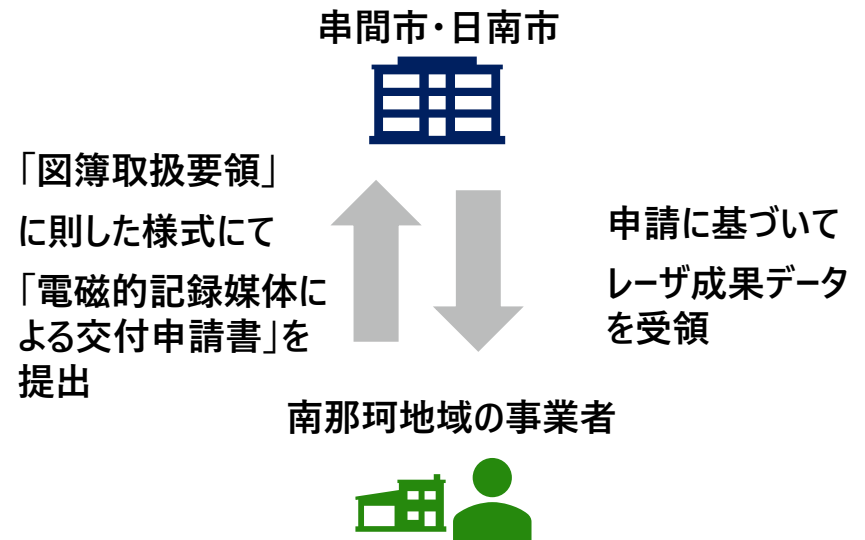 串間市・日南市
「図簿取扱要領」
に則した様式にて
「電磁的記録媒体に
よる交付申請書」を
提出
申請に基づいて
レーザ成果データ
を受領
南那珂地域の事業者